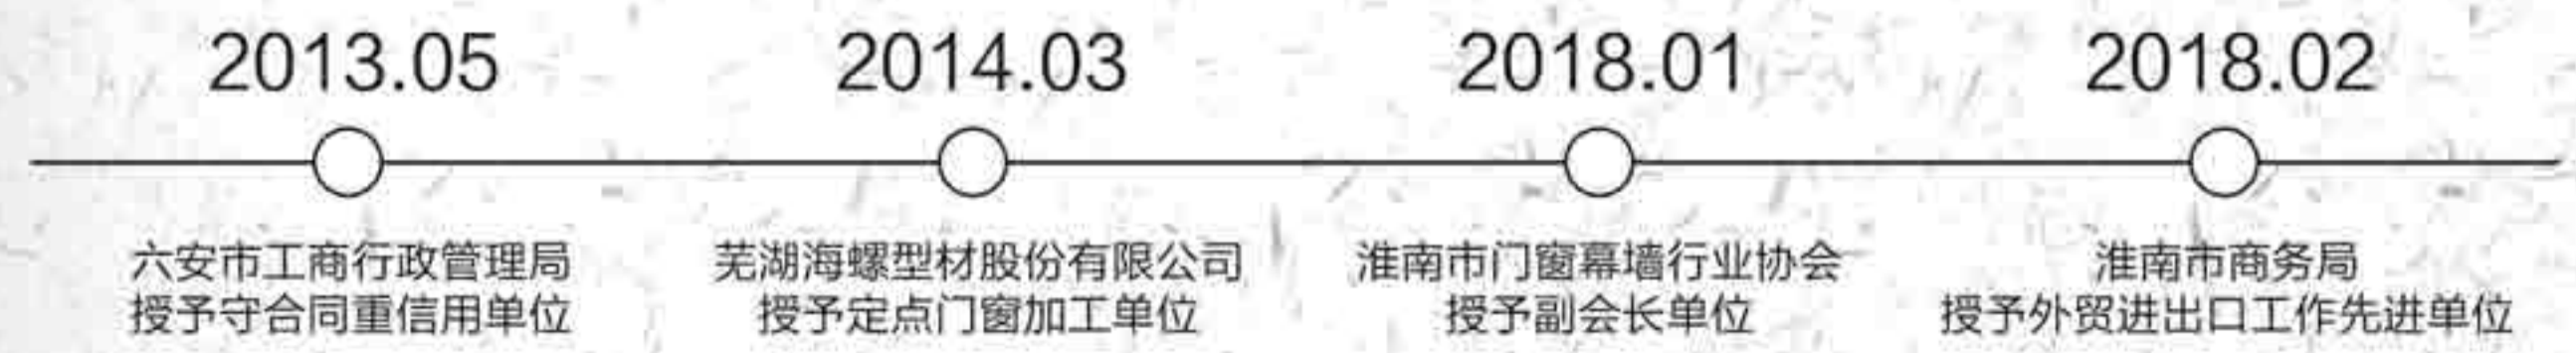 2013.05
2014.03
2018.01
2018.02
六安市工商行政管理局
授予守合同重信用单位
芜湖海螺型材股份有限公司
授予定点门窗加工单位
淮南市门窗幕墙行业协会
授予副会长单位
淮南市商务局
授予外贸进出口工作先进单位